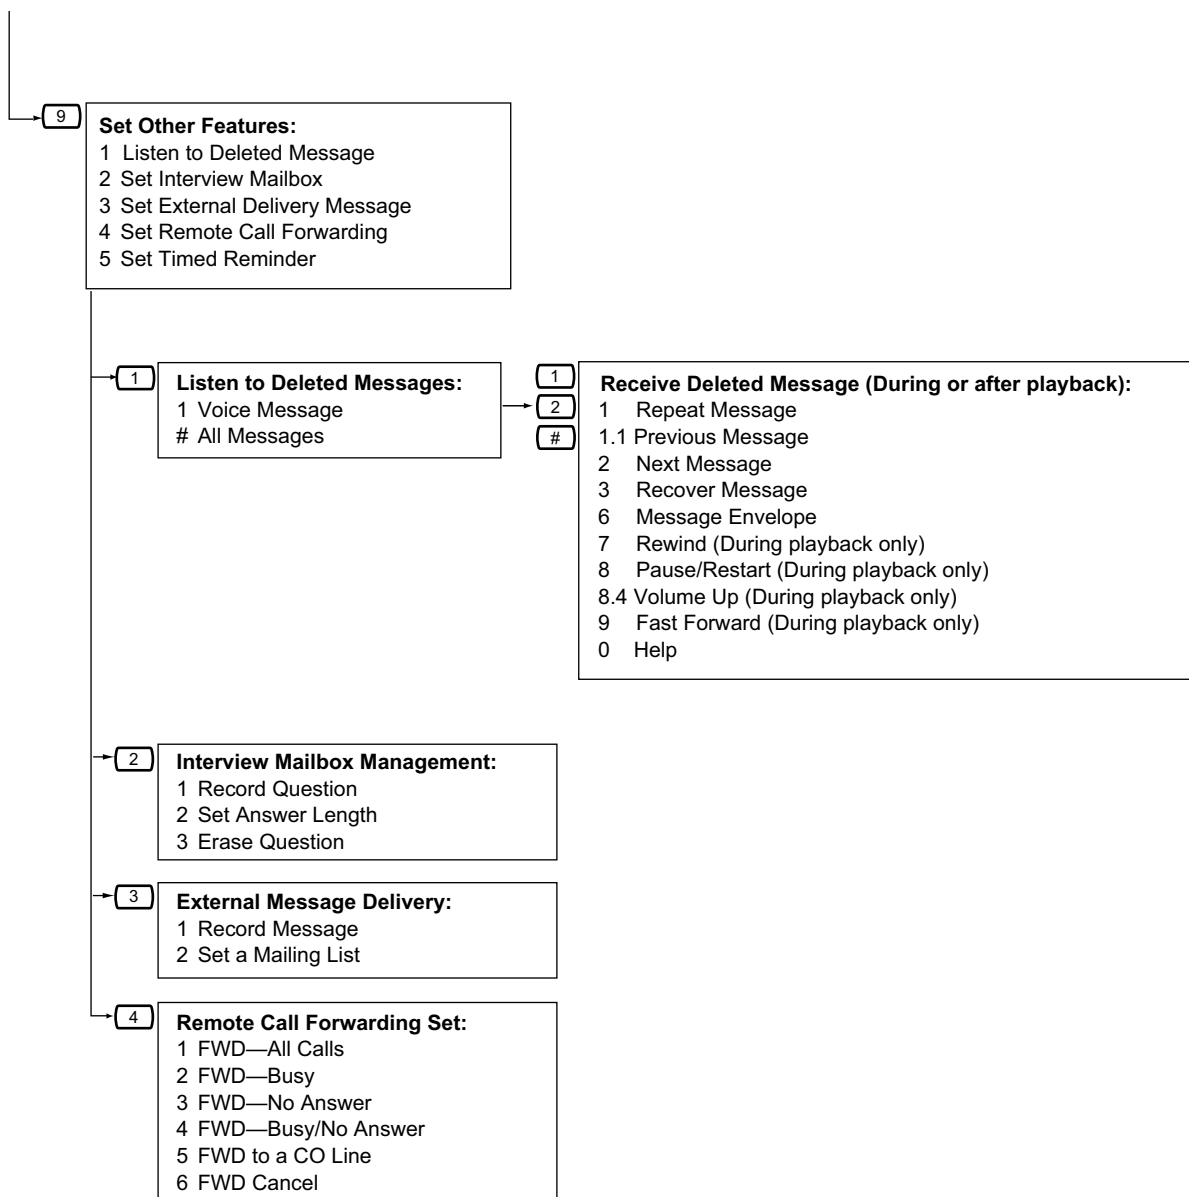 9
Set Other Features:
1 Listen to Deleted Message
2 Set Interview Mailbox
3 Set External Delivery Message
4 Set Remote Call Forwarding
5 Set Timed Reminder
1
Listen to Deleted Messages:
1 Voice Message
# All Messages
1
2
#
Receive Deleted Message (During or after playback):
1 Repeat Message
1.1 Previous Message
2 Next Message
3 Recover Message
6 Message Envelope
7 Rewind (During playback only)
8 Pause/Restart (During playback only)
8.4 Volume Up (During playback only)
9 Fast Forward (During playback only)
0 Help
2
Interview Mailbox Management:
1 Record Question
2 Set Answer Length
3 Erase Question
3
External Message Delivery:
1 Record Message
2 Set a Mailing List
4
Remote Call Forwarding Set:
1 FWD—All Calls
2 FWD—Busy
3 FWD—No Answer
4 FWD—Busy/No Answer
5 FWD to a CO Line
6 FWD Cancel